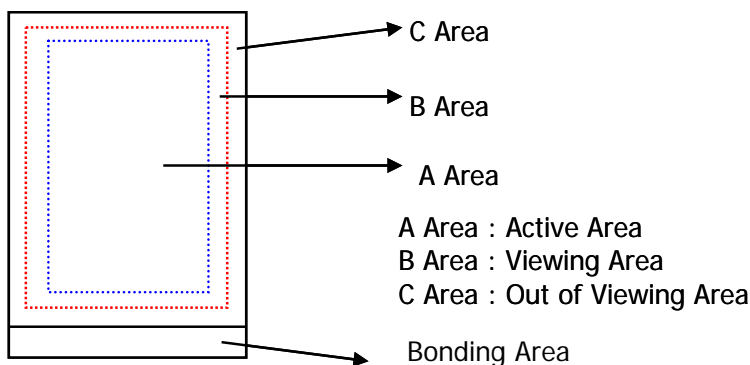 C Area
B Area
A Area
A Area : Active Area
B Area : Viewing Area
C Area : Out of Viewing Area
Bonding Area